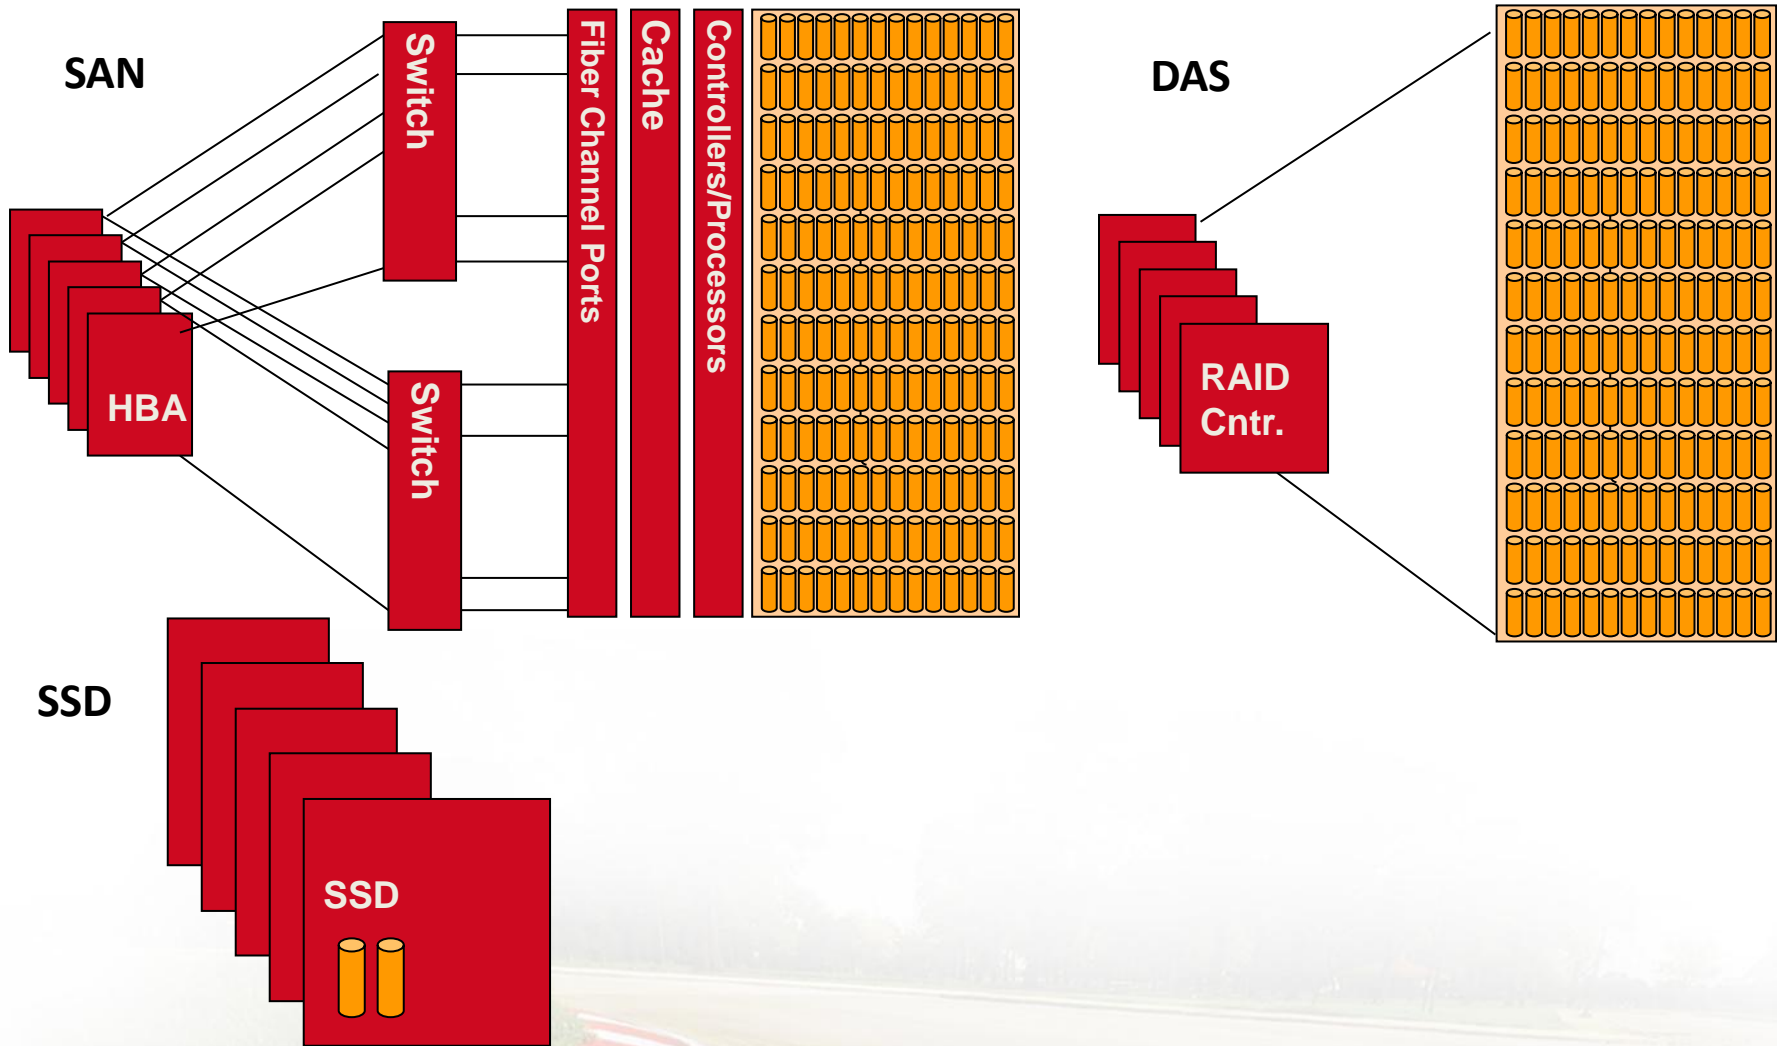 SAN
HBA
Switch
Switch
Fiber Channel Ports
Cache
Controllers/Processors
DAS
RAID
Cntr.
SSD
SSD